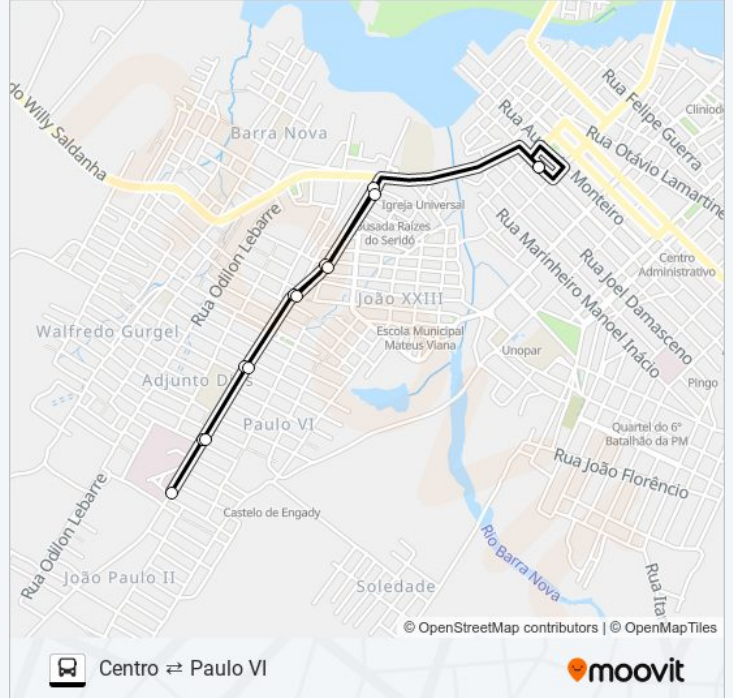 do Willy Saldanha
Barra Nova
Rua Au
Monteiro
Rua Felipe Guerra
Clíniod
Rua Otávio Lamartine
Igreja Universal
ousada Raízes
do Seridó
Rua Odilon Lebarre
Rua Marinheiro Manoel Inácio
Rua Joel Damasceno
Centro
Administrativo
João XXIII
Escola Municipal
Mateus Viana
Walfredo Gurgel
Unopar
Adjunto D
s
Pingo
Paulo VI
Quartel do 6°
Batalhão da PM
Rua João Florêncio
Rua Odilon Lebarre
Castelo de Engady
Rio Barra Nova
João Paulo II
Soledade
Rua Ita
© OpenStreetMap contributors | © OpenMapTiles
Centro ⇄ Paulo VI
moovit